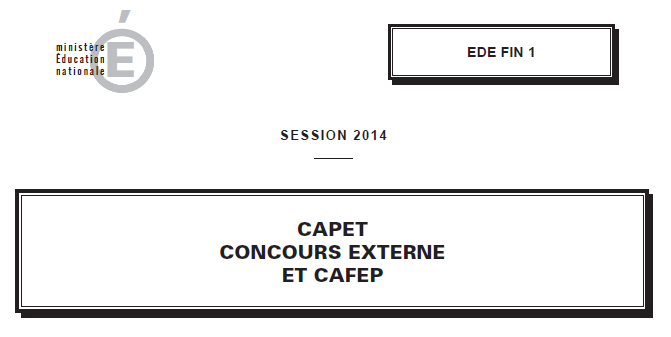 ministère
Éducation
nationale
É
EDE FIN 1
SESSION 2014
CAPET
CONCOURS EXTERNE
ET CAFEP